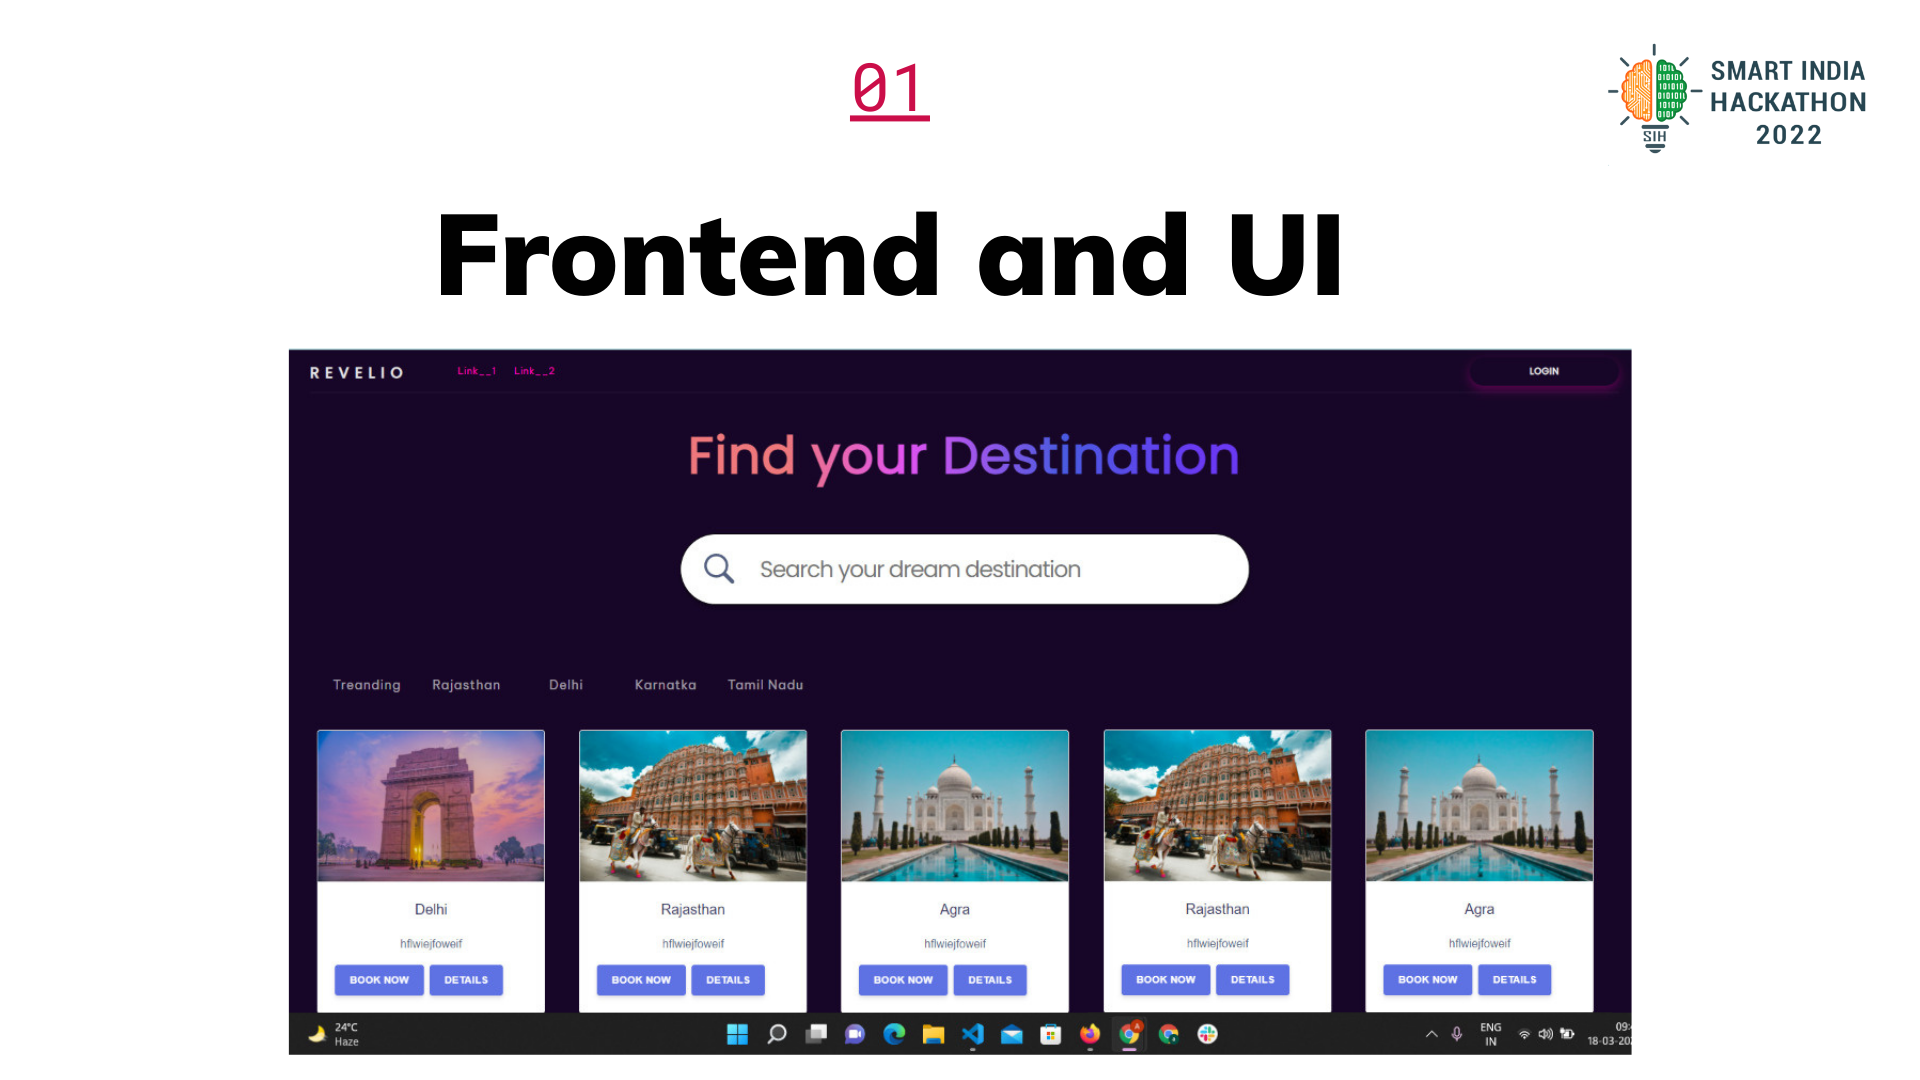 01
SMART INDIA
HACKATHON
2022
SIH
Frontend and UI
REVELIO Link__1 Link__2 LOGIN
Find your Destination
Search your dream destination
Treanding Rajasthan Delhi Karnatka Tamil Nadu
Delhi Rajasthan Agra Rajasthan Agra
hflwiejfoweif hflwiejfoweif hflwiejfoweif hflwiejfoweif hflwiejfoweif
BOOK NOW DETAILS BOOK NOW DETAILS BOOK NOW DETAILS BOOK NOW DETAILS BOOK NOW DETAILS
24°C ENG 09:
Haze IN 18-03-20